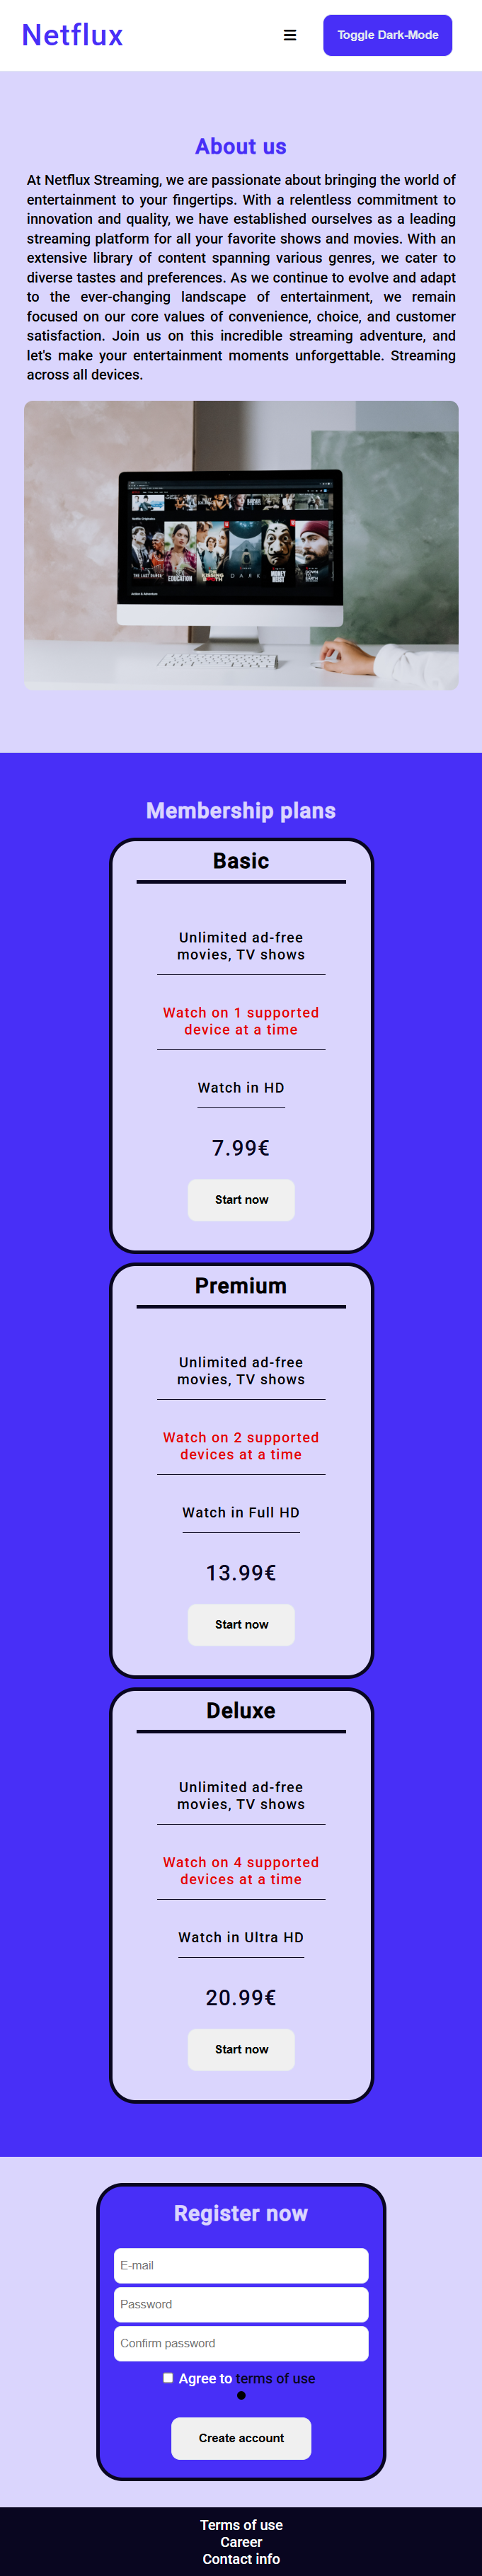 Netflux
Toggle Dark-Mode
About us
At Netflux Streaming, we are passionate about bringing the world of
entertainment to your fingertips. With a relentless commitment to
innovation and quality, we have established ourselves as a leading
streaming platform for all your favorite shows and movies. With an
extensive library of content spanning various genres, we cater to
diverse tastes and preferences. As we continue to evolve and adapt
to the ever-changing landscape of entertainment, we remain
focused on our core values of convenience, choice, and customer
satisfaction. Join us on this incredible streaming adventure, and
let's make your entertainment moments unforgettable. Streaming
across all devices.
EDUCATION
DARK
MONEY
HEIST
Membership plans
Basic
Unlimited ad-free
movies, TV shows
Watch on 1 supported
device at a time
Watch in HD
7.99€
Start now
Premium
Unlimited ad-free
movies, TV shows
Watch on 2 supported
devices at a time
Watch in Full HD
13.99€
Start now
Deluxe
Unlimited ad-free
movies, TV shows
Watch on 4 supported
devices at a time
Watch in Ultra HD
20.99€
Start now
Register now
E-mail
Password
Confirm password
Agree to terms of use
Create account
Terms of use
Career
Contact info